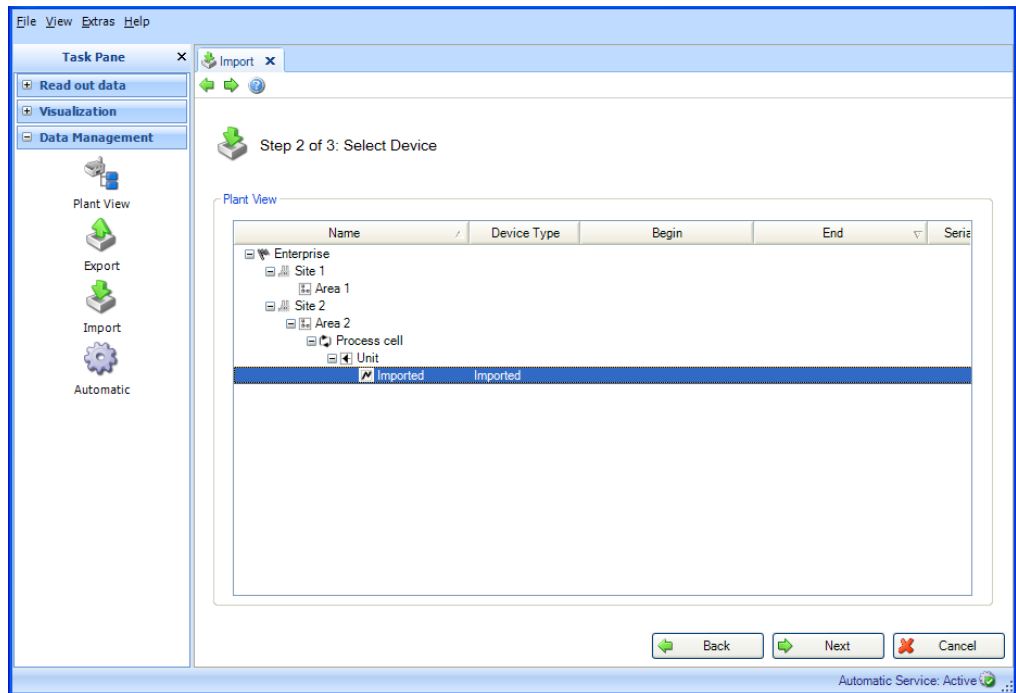 File View Extras Help
Task Pane
Import
Read out data
Visualization
Data Management
Plant View
Export
Import
Automatic
Step 2 of 3: Select Device
Plant View
Name Device Type Begin End Seria
Enterprise
Site 1
Area 1
Site 2
Area 2
Process cell
Unit
Imported Imported
Back Next Cancel
Automatic Service: Active